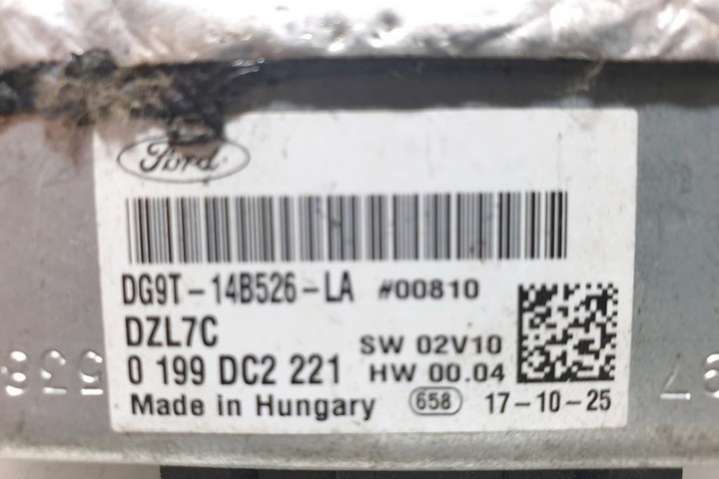 Ford
DG9T-14B526-LA #00810
DZL7C
SW 02V10
0 199 DC2 221
HW 00.04
Made in Hungary 658 17-10-25